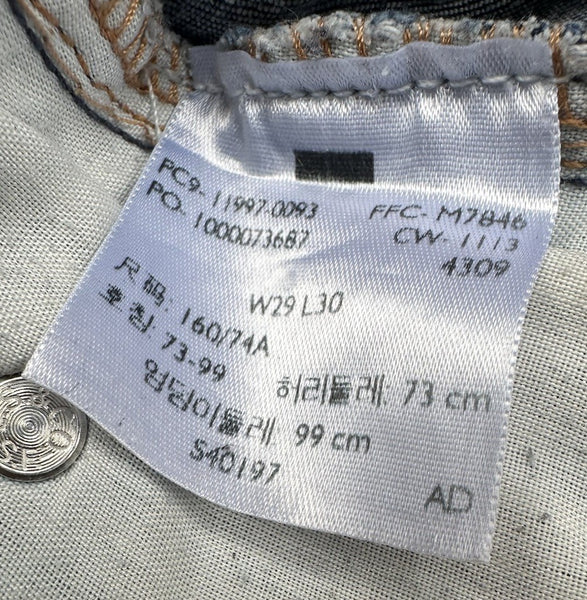 PC9-11997-0093 FFC-M7846
PO-1000073687 CW-1113
4309
W29 L30
尺码: 160/74A
호칭: 73-99
허리둘레 73 cm
엉덩이둘레 99 cm
S40197
AD